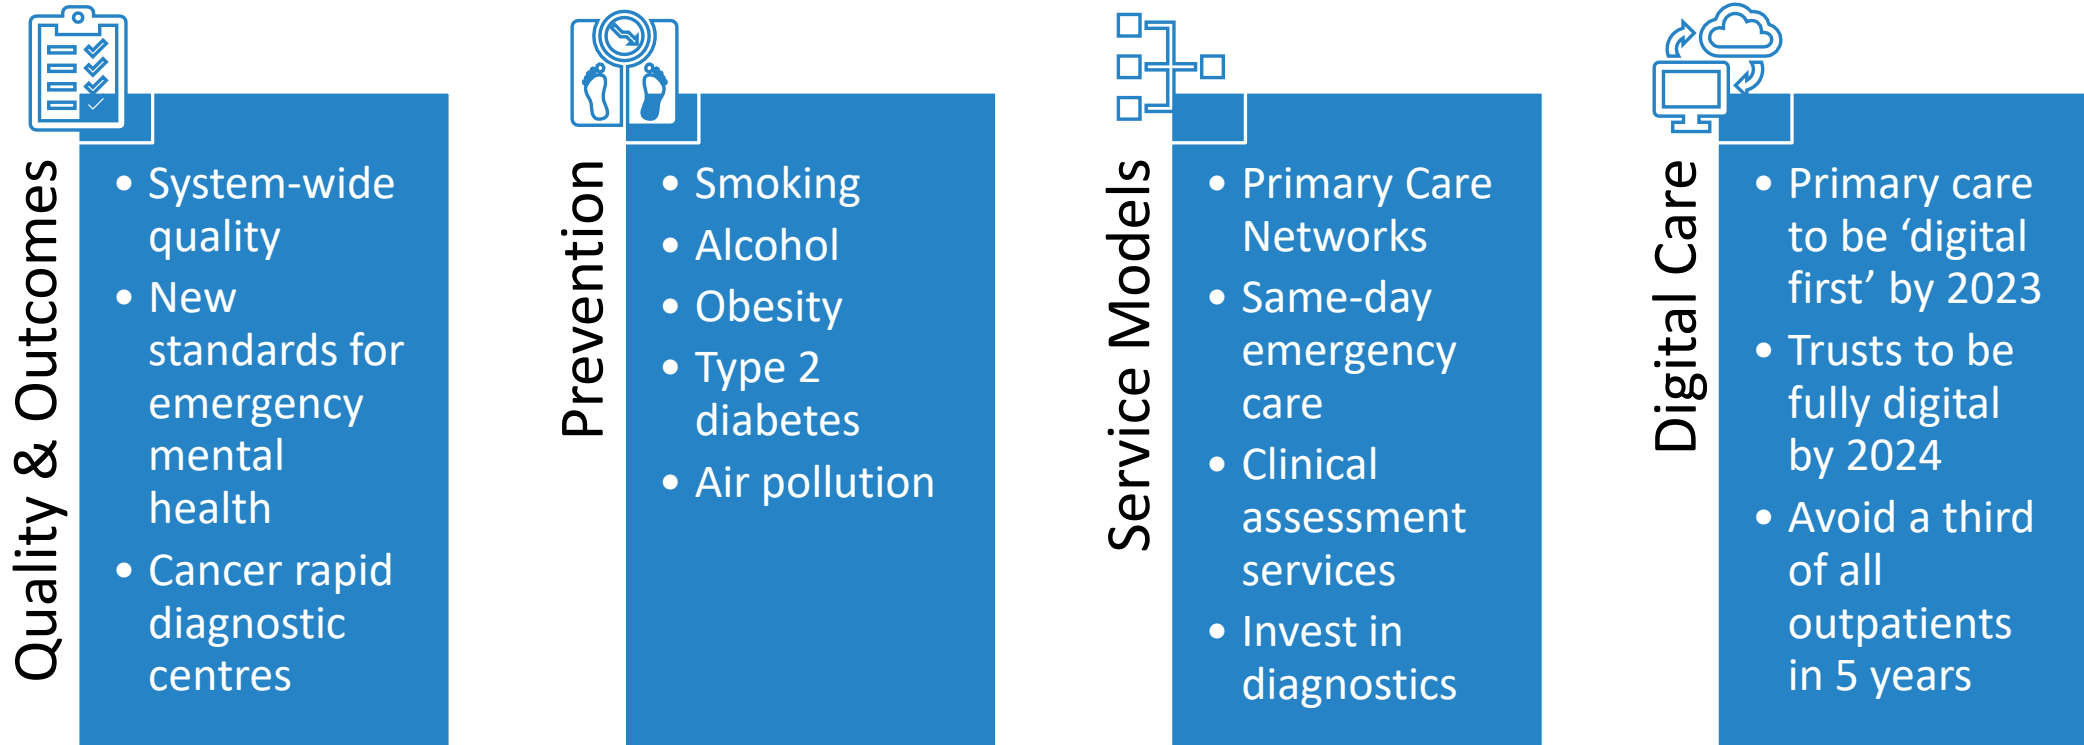 Quality & Outcomes
• System-wide
quality
• New
standards for
emergency
mental
health
• Cancer rapid
diagnostic
centres
Prevention
• Smoking
• Alcohol
• Obesity
• Type 2
diabetes
• Air pollution
Service Models
• Primary Care
Networks
• Same-day
emergency
care
• Clinical
assessment
services
• Invest in
diagnostics
Digital Care
• Primary care
to be ‘digital
first’ by 2023
• Trusts to be
fully digital
by 2024
• Avoid a third
of all
outpatients
in 5 years